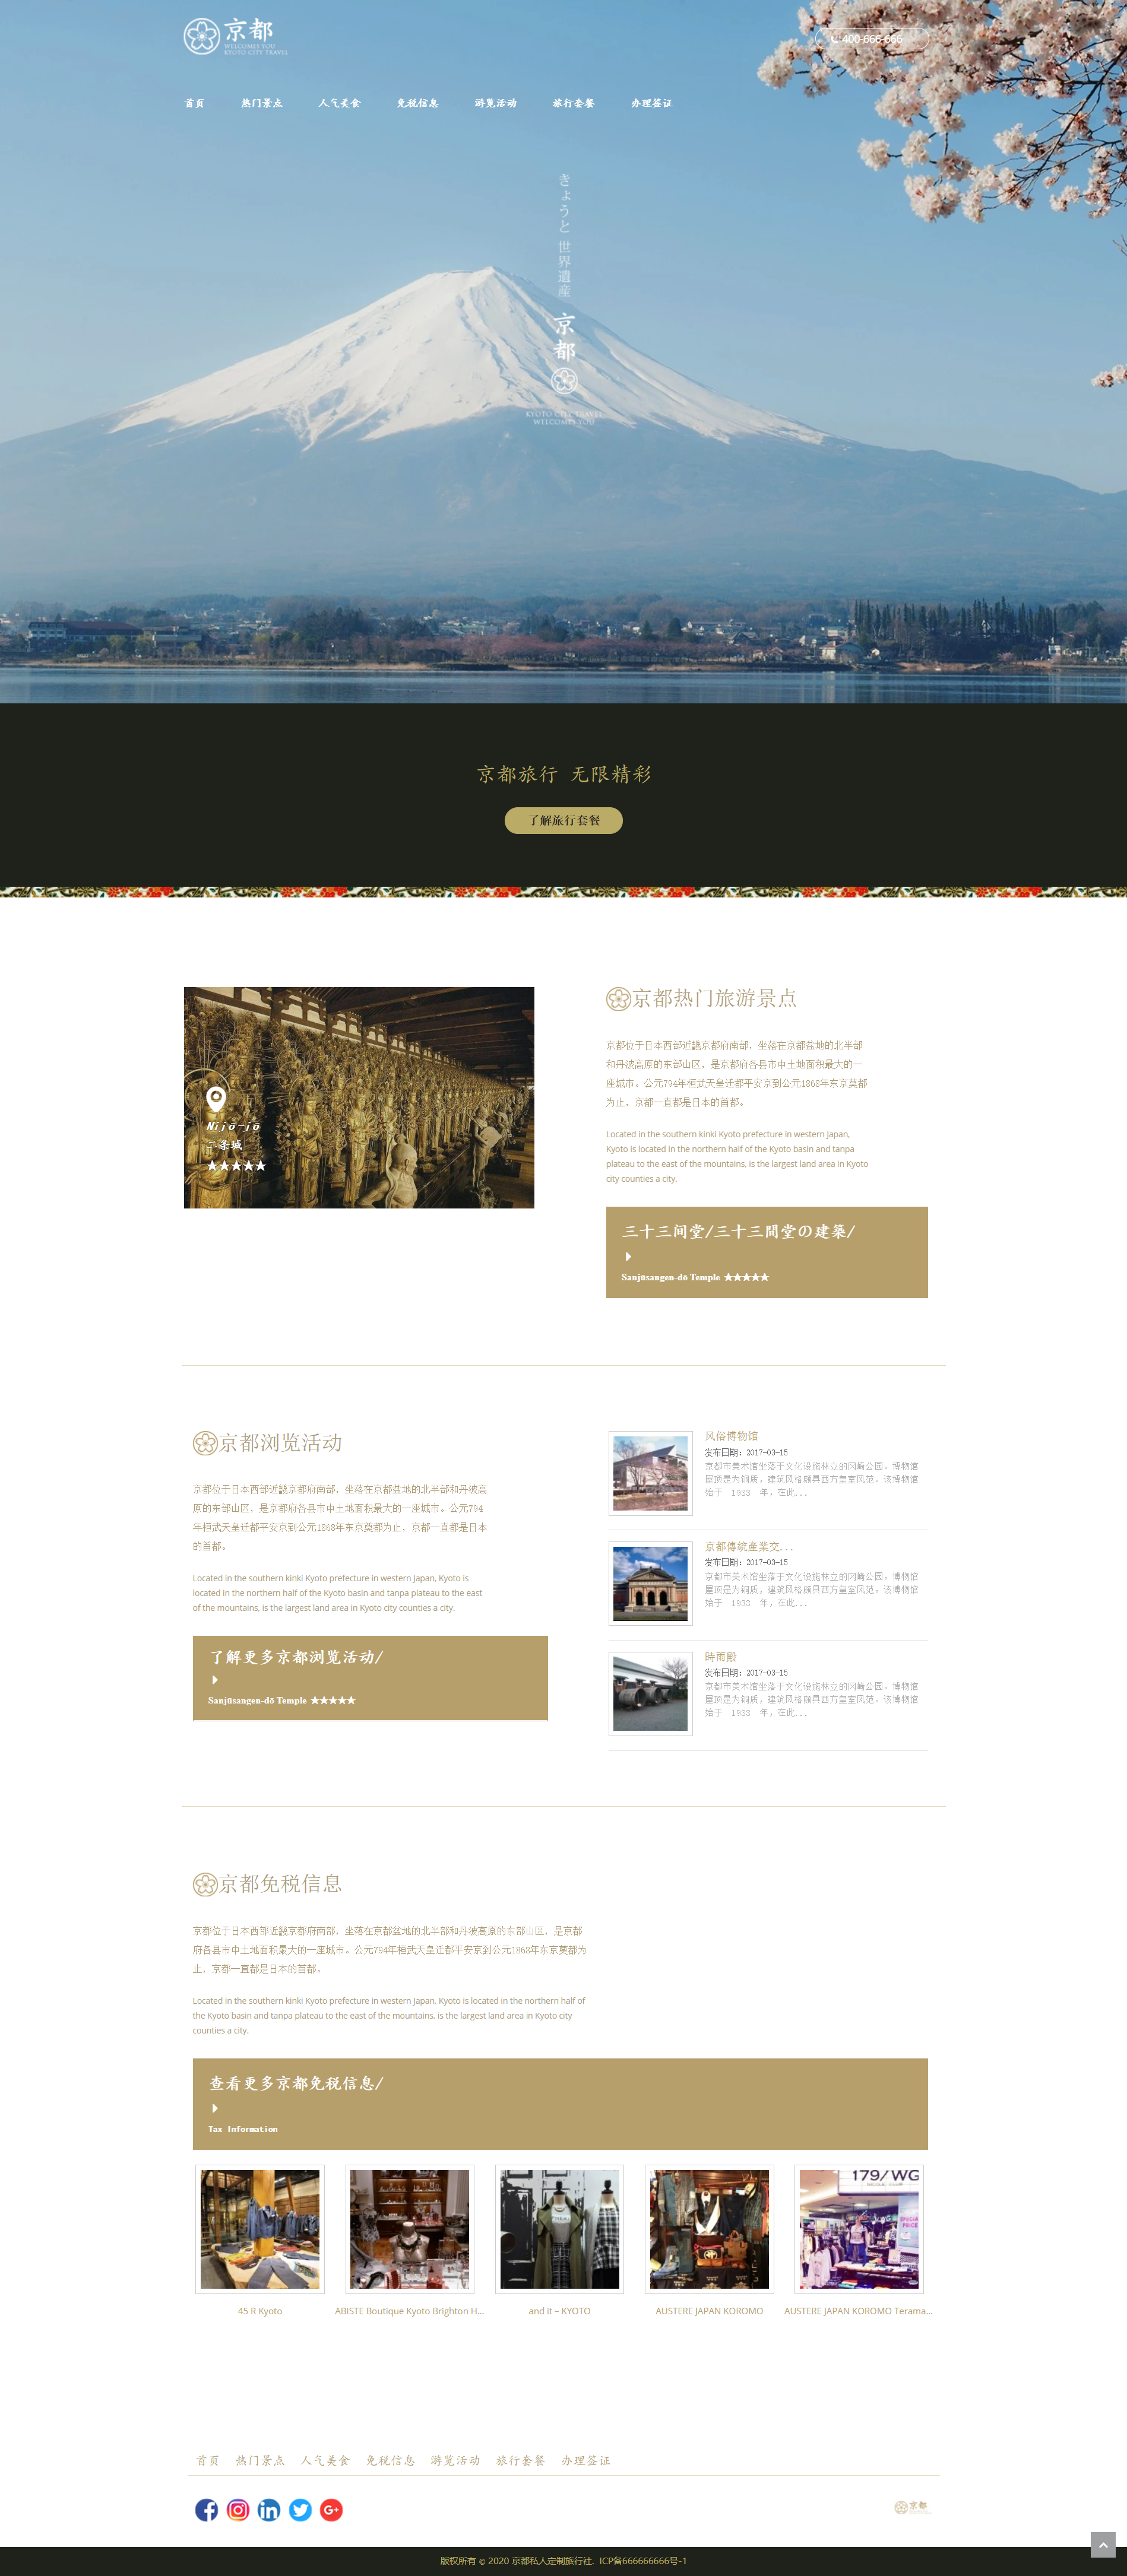 京都
WELCOMES YOU
KYOTO CITY TRAVEL
400-666-666
首页 热门景点 人气美食 免税信息 游览活动 旅行套餐 办理签证
きょうと 世界遺産
京都
KYOTO CITY TRAVEL
WELCOMES YOU
京都旅行 无限精彩
了解旅行套餐
Nijō-jō
二条城
★★★★★
京都热门旅游景点
京都位于日本西部近畿京都府南部，坐落在京都盆地的北半部
和丹波高原的东部山区，是京都府各县市中土地面积最大的一
座城市。公元794年桓武天皇迁都平安京到公元1868年东京奠都
为止，京都一直都是日本的首都。
Located in the southern kinki Kyoto prefecture in western Japan,
Kyoto is located in the northern half of the Kyoto basin and tanpa
plateau to the east of the mountains, is the largest land area in Kyoto
city counties a city.
三十三间堂/三十三間堂の建築/
Sanjūsangen-dō Temple ★★★★★
京都浏览活动
京都位于日本西部近畿京都府南部，坐落在京都盆地的北半部和丹波高
原的东部山区，是京都府各县市中土地面积最大的一座城市。公元794
年桓武天皇迁都平安京到公元1868年东京奠都为止，京都一直都是日本
的首都。
Located in the southern kinki Kyoto prefecture in western Japan, Kyoto is
located in the northern half of the Kyoto basin and tanpa plateau to the east
of the mountains, is the largest land area in Kyoto city counties a city.
了解更多京都浏览活动/
Sanjūsangen-dō Temple ★★★★★
风俗博物馆
发布日期：2017-03-15
京都市美术馆坐落于文化设施林立的冈崎公园。博物馆
屋顶是为铜质，建筑风格颇具西方皇室风范。该博物馆
始于 1933 年，在此...
京都傳統產業交...
发布日期：2017-03-15
京都市美术馆坐落于文化设施林立的冈崎公园。博物馆
屋顶是为铜质，建筑风格颇具西方皇室风范。该博物馆
始于 1933 年，在此...
時雨殿
发布日期：2017-03-15
京都市美术馆坐落于文化设施林立的冈崎公园。博物馆
屋顶是为铜质，建筑风格颇具西方皇室风范。该博物馆
始于 1933 年，在此...
京都免税信息
京都位于日本西部近畿京都府南部，坐落在京都盆地的北半部和丹波高原的东部山区，是京都
府各县市中土地面积最大的一座城市。公元794年桓武天皇迁都平安京到公元1868年东京奠都为
止，京都一直都是日本的首都。
Located in the southern kinki Kyoto prefecture in western Japan, Kyoto is located in the northern half of
the Kyoto basin and tanpa plateau to the east of the mountains, is the largest land area in Kyoto city
counties a city.
查看更多京都免税信息/
Tax Information
179/WG
SPECIAL
PRICE
45 R Kyoto
ABISTE Boutique Kyoto Brighton H...
and it – KYOTO
AUSTERE JAPAN KOROMO
AUSTERE JAPAN KOROMO Terama...
首页 热门景点 人气美食 免税信息 游览活动 旅行套餐 办理签证
京都
版权所有 © 2020 京都私人定制旅行社. ICP备666666666号-1